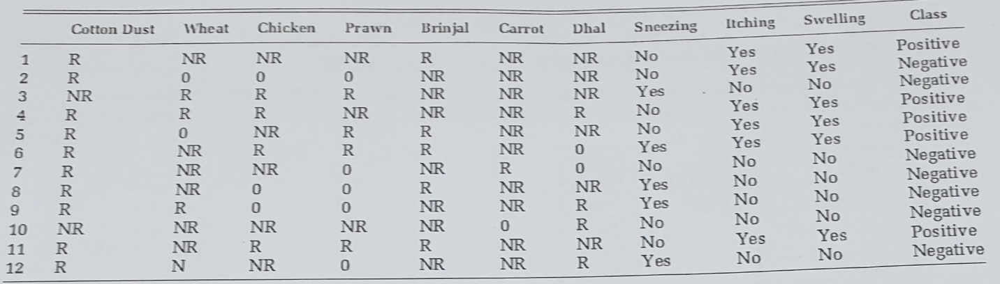 Cotton Dust Wheat Chicken Prawn Brinjal Carrot Dhal Sneezing Itching Swelling Class
1 R NR NR NR R NR NR No Yes Yes Positive
2 R 0 0 0 NR NR NR No Yes Yes Negative
3 NR R R R NR NR NR Yes No No Negative
4 R R R NR NR NR R No Yes Yes Positive
5 R 0 NR R R NR NR No Yes Yes Positive
6 R NR R R R NR 0 Yes Yes Yes Positive
7 R NR NR 0 NR R 0 No No No Negative
8 R NR 0 0 R NR NR Yes No No Negative
9 R R 0 0 NR NR R Yes No No Negative
10 NR NR NR NR NR 0 R No No No Negative
11 R NR R R R NR NR No Yes Yes Positive
12 R N NR 0 NR NR R Yes No No Negative